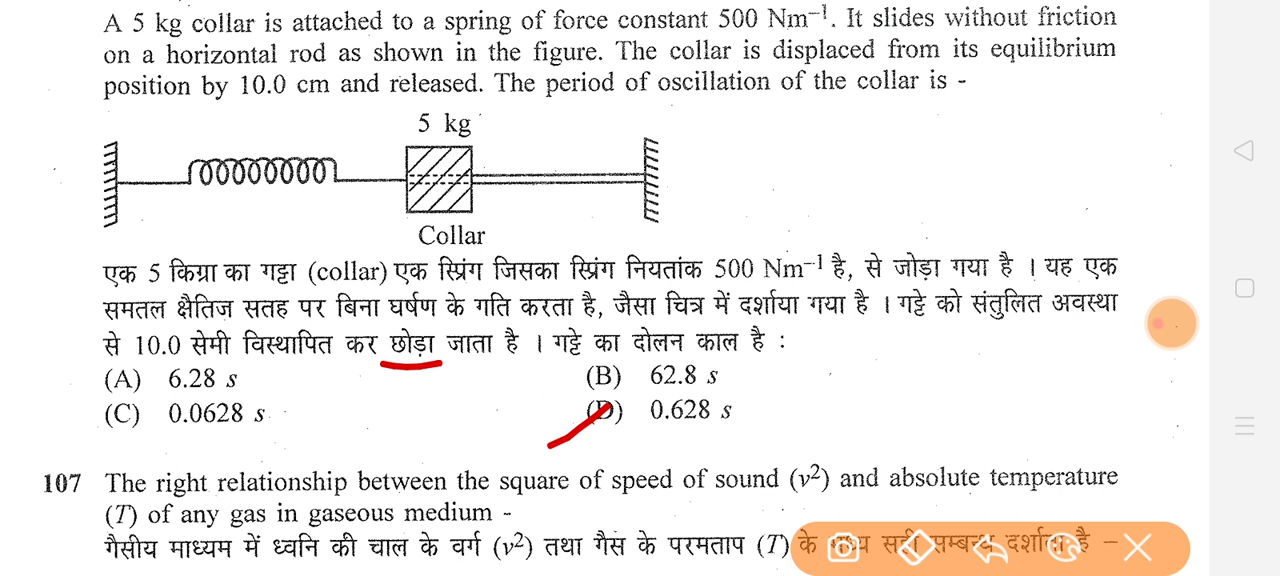 A 5 kg collar is attached to a spring of force constant 500 Nm⁻¹. It slides without friction
on a horizontal rod as shown in the figure. The collar is displaced from its equilibrium
position by 10.0 cm and released. The period of oscillation of the collar is -
5 kg
Collar
एक 5 किग्रा का गट्टा (collar) एक स्प्रिंग जिसका स्प्रिंग नियतांक 500 Nm⁻¹ है, से जोड़ा गया है । यह एक
समतल क्षैतिज सतह पर बिना घर्षण के गति करता है, जैसा चित्र में दर्शाया गया है । गट्टे को संतुलित अवस्था
से 10.0 सेमी विस्थापित कर छोड़ा जाता है । गट्टे का दोलन काल है :
(A) 6.28 s (B) 62.8 s
(C) 0.0628 s (D) 0.628 s
107 The right relationship between the square of speed of sound (v²) and absolute temperature
(T) of any gas in gaseous medium -
गैसीय माध्यम में ध्वनि की चाल के वर्ग (v²) तथा गैस के परमताप (T) के मध्य सही सम्बन्ध दर्शाता है -